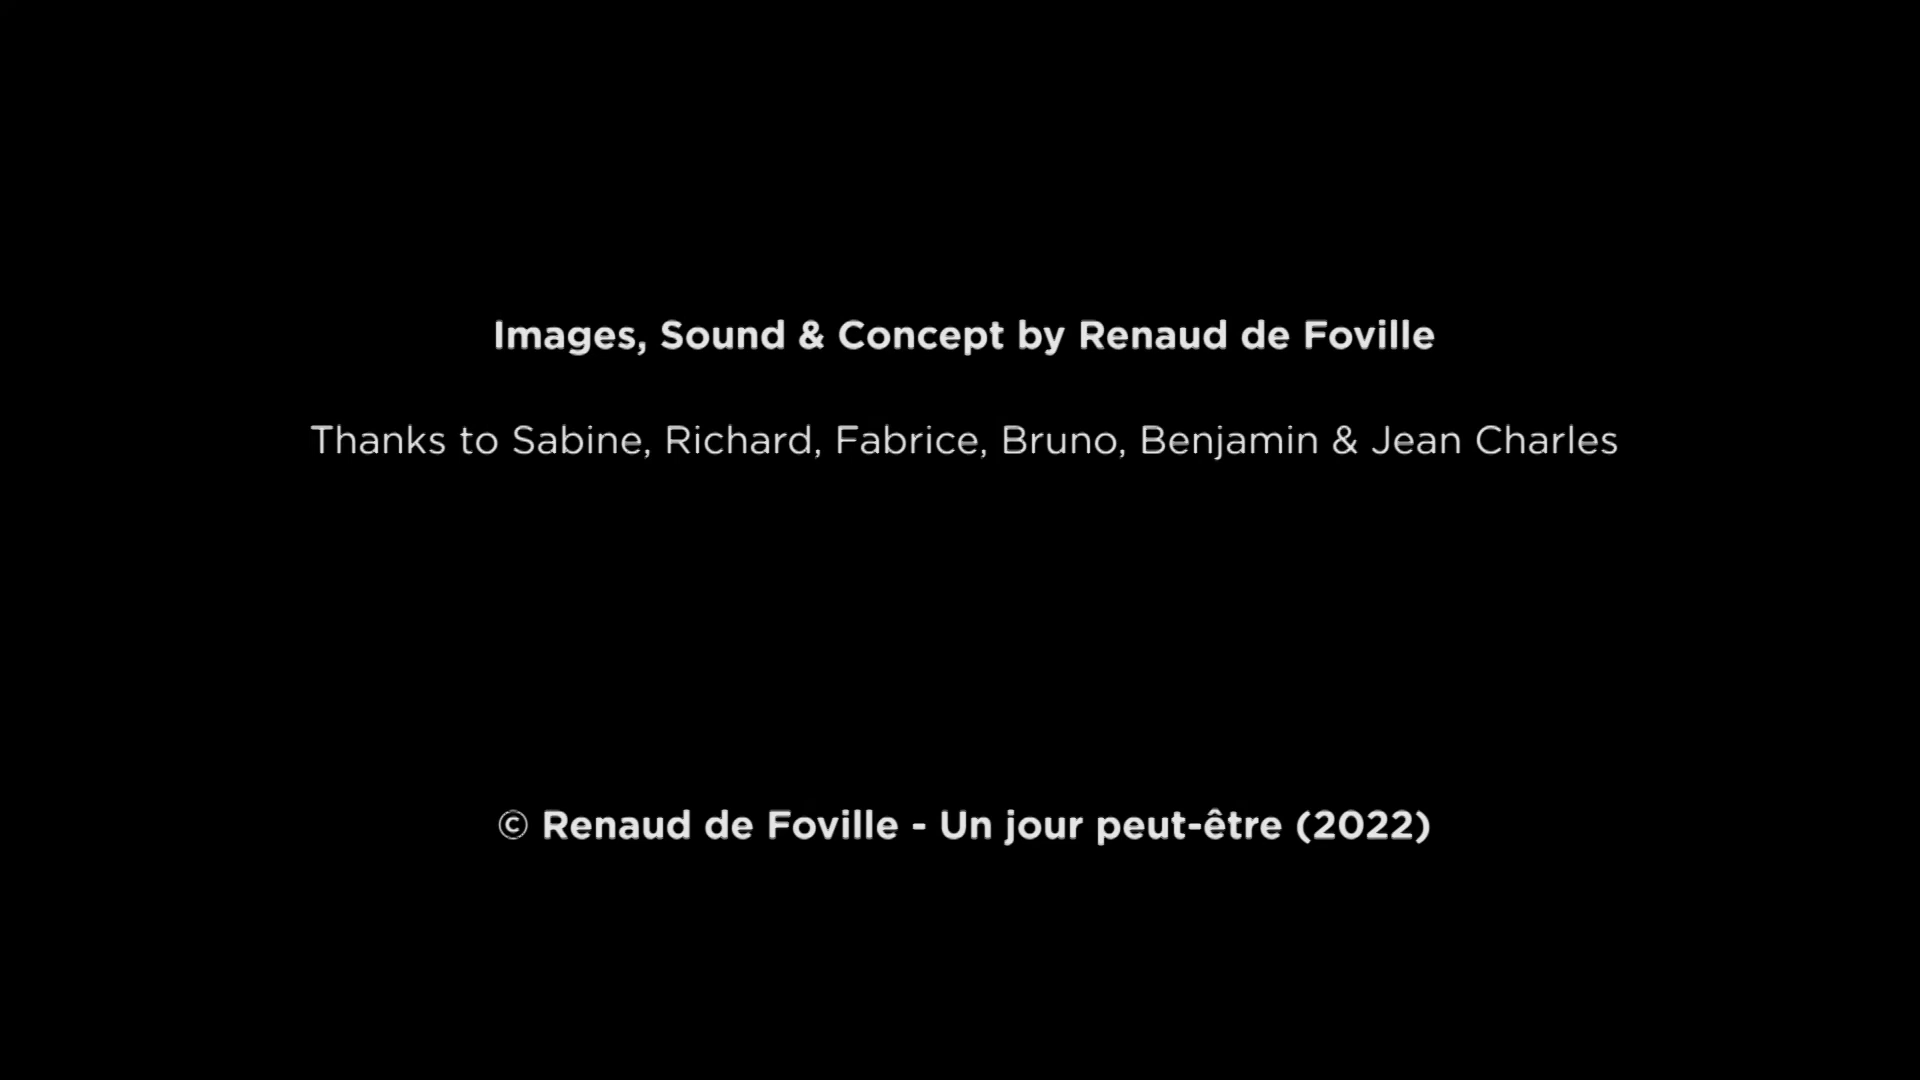 Images, Sound & Concept by Renaud de Foville
Thanks to Sabine, Richard, Fabrice, Bruno, Benjamin & Jean Charles
© Renaud de Foville - Un jour peut-être (2022)